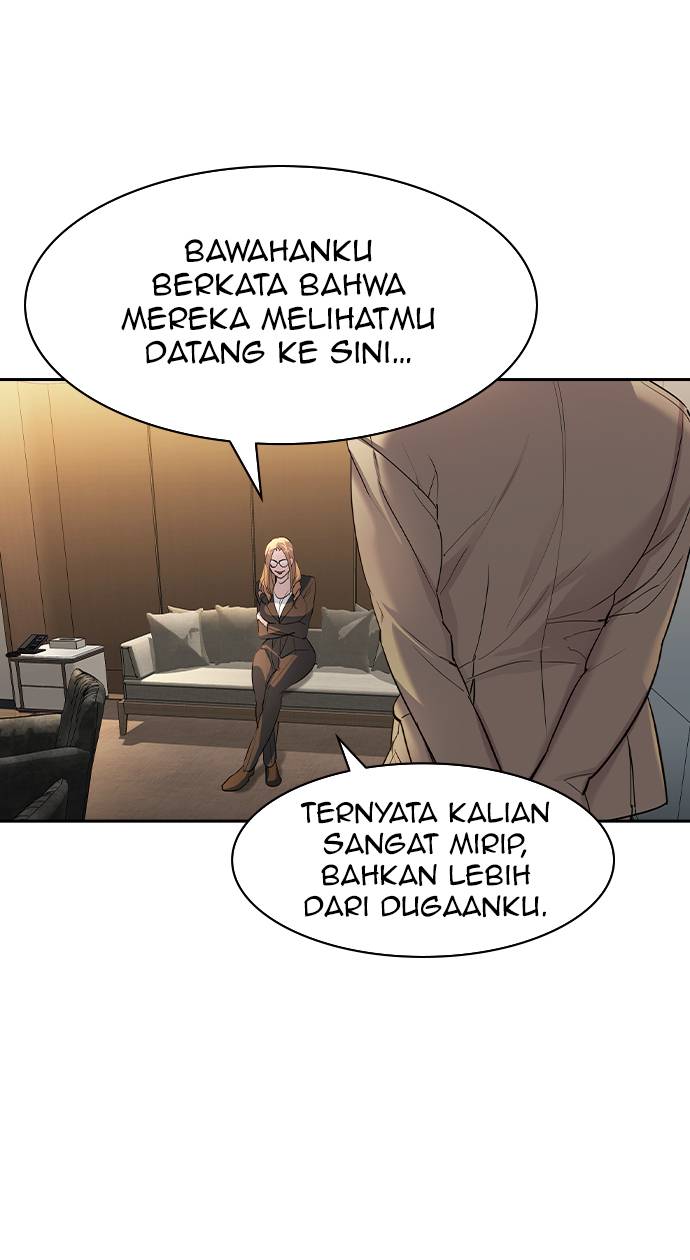 BAWAHANKU
BERKATA BAHWA
MEREKA MELIHATMU
DATANG KE SINI...
TERNYATA KALIAN
SANGAT MIRIP,
BAHKAN LEBIH
DARI DUGAANKU.